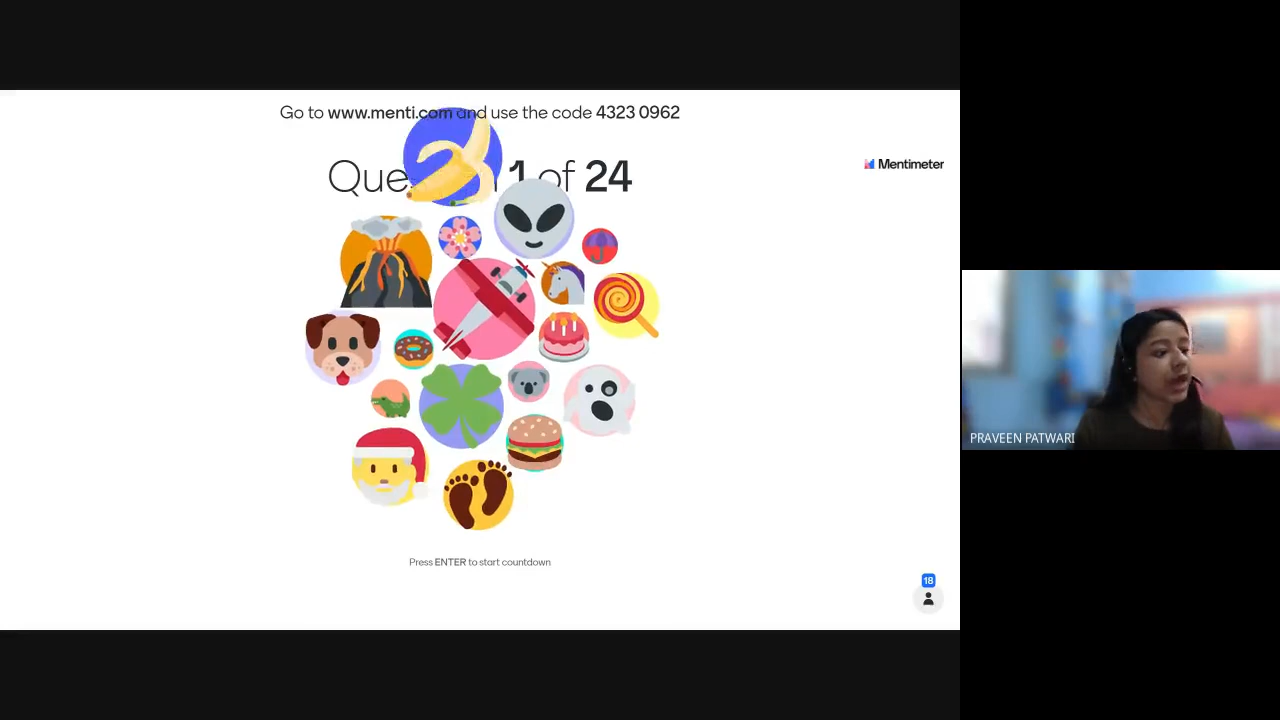 Go to www.menti.com and use the code 4323 0962
Mentimeter
1 of 24
Press ENTER to start countdown
18
PRAVEEN PATWARI